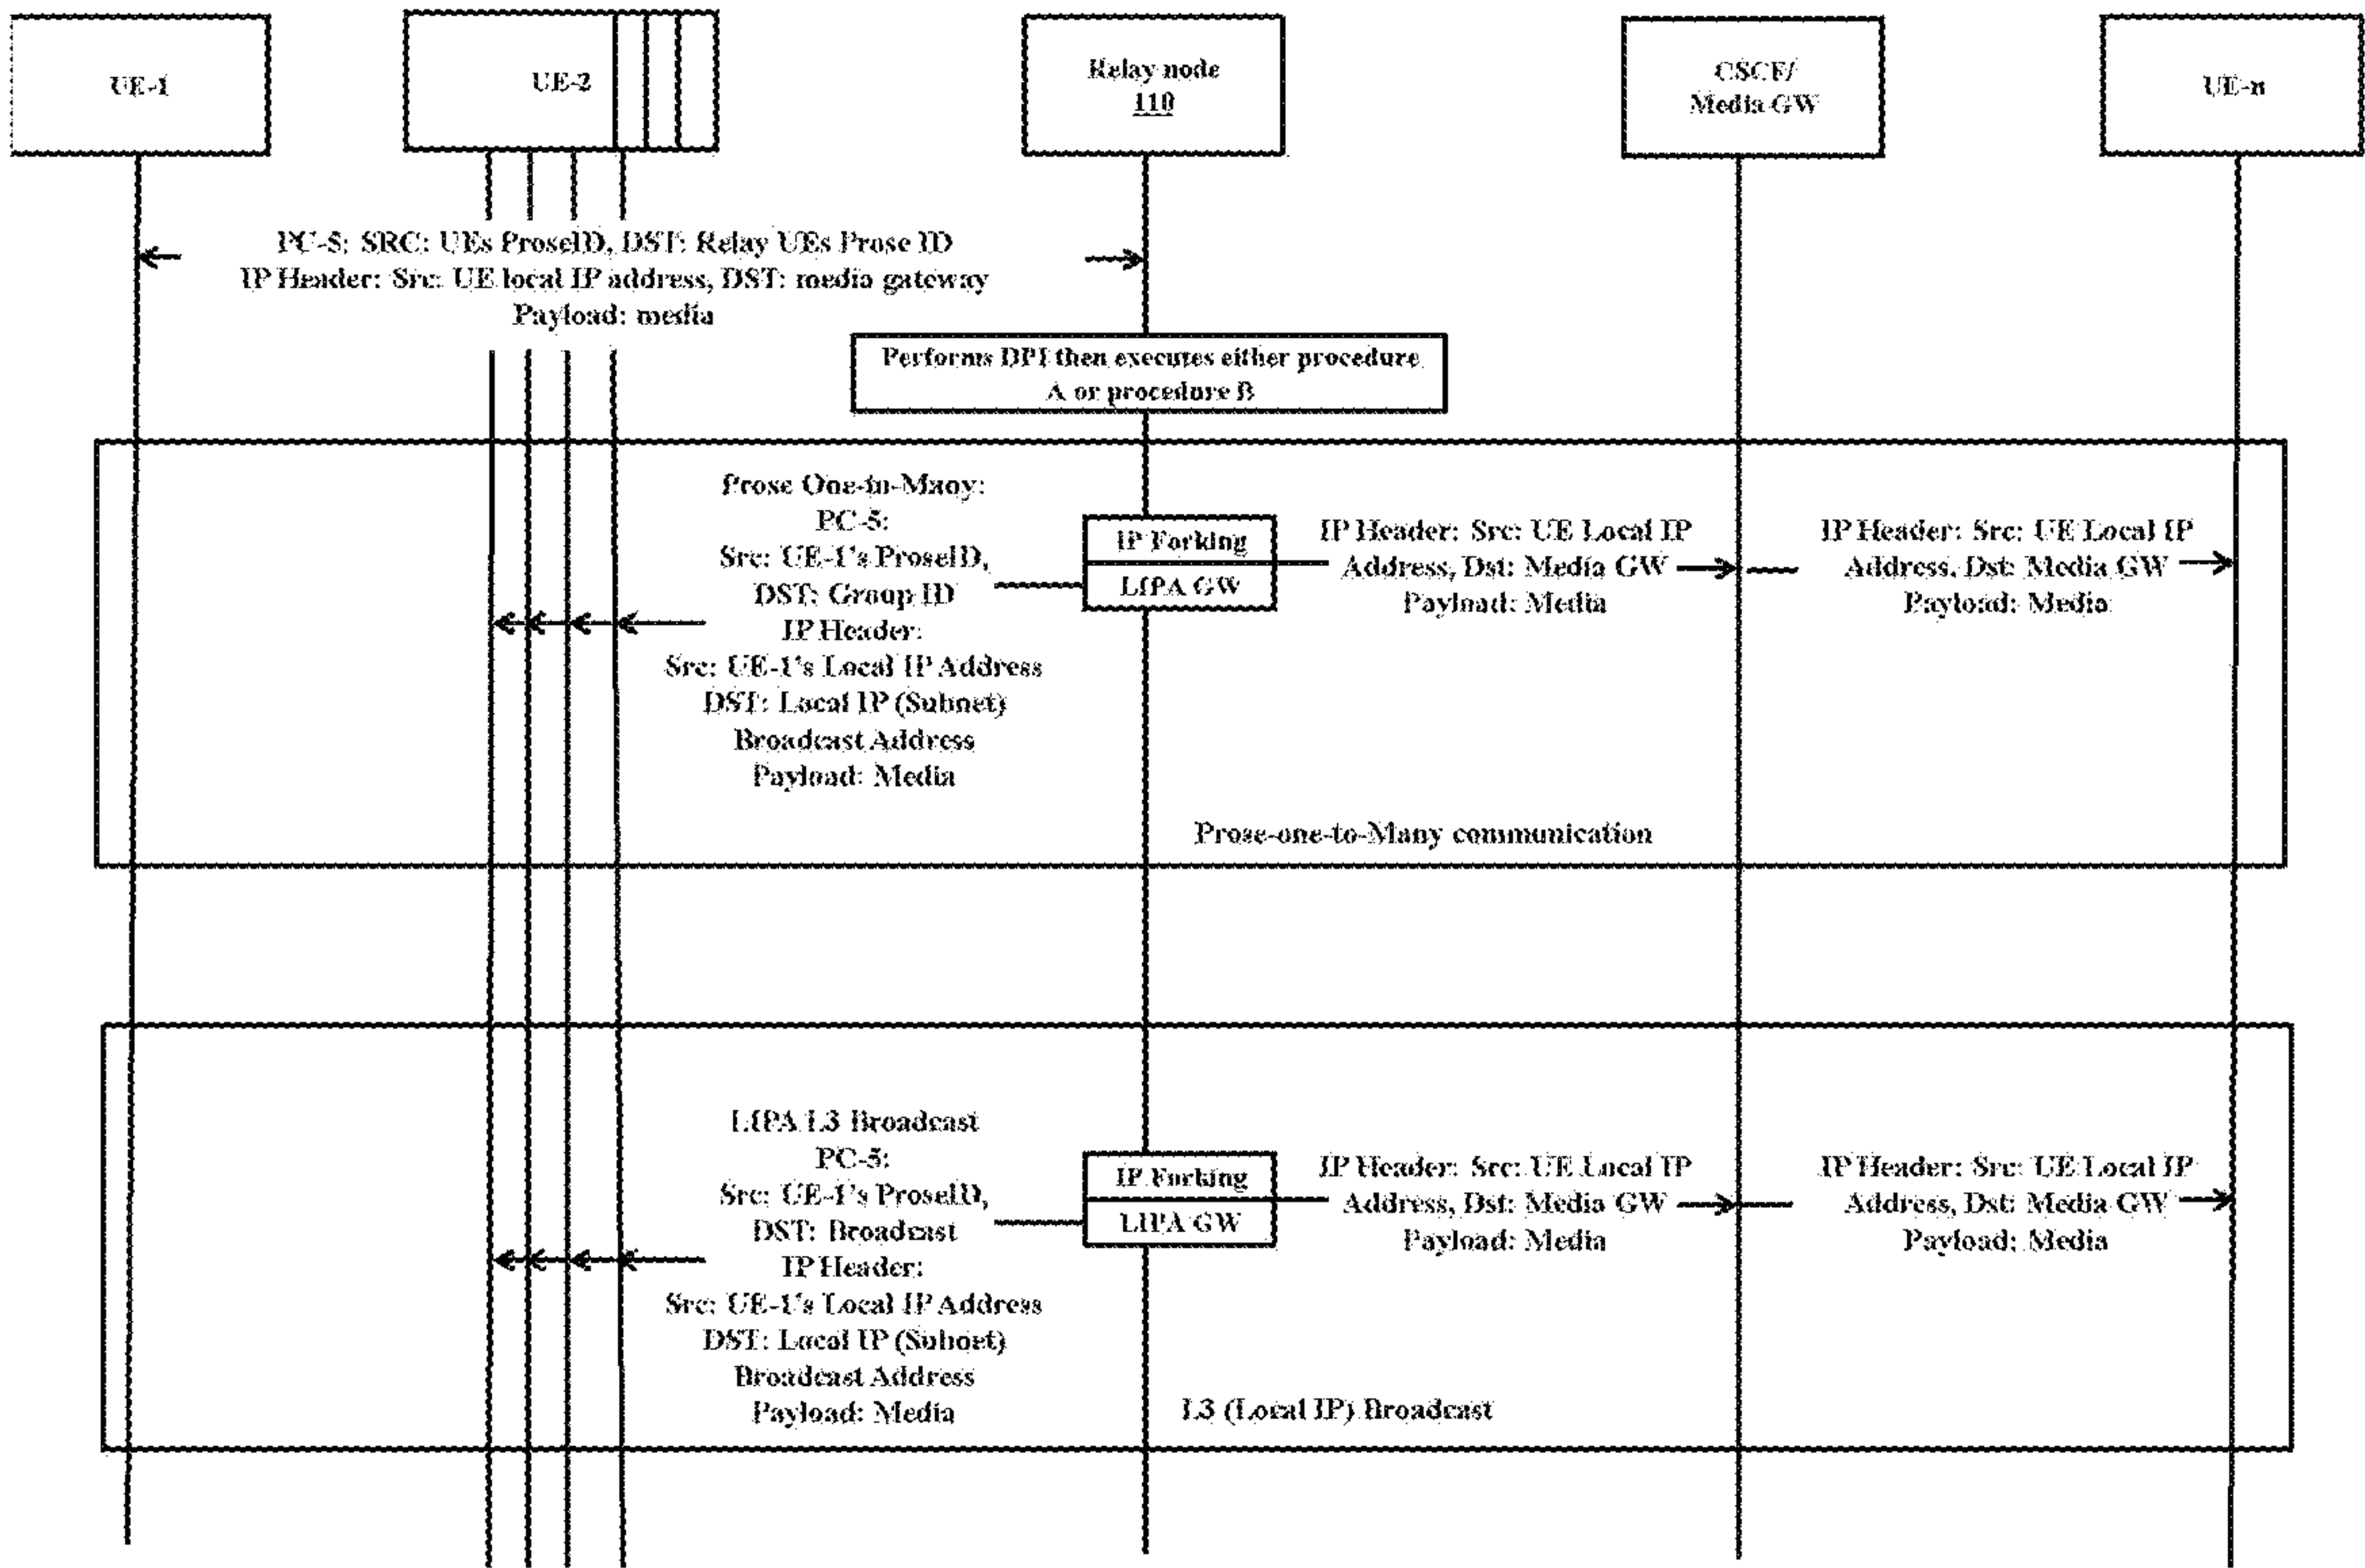 UE-1
UE-2
Relay node
110
CSCF/
Media GW
UE-n
PC-5: SRC: UEs ProseID, DST: Relay UEs Prose ID
IP Header: Src: UE local IP address, DST: media gateway
Payload: media
Performs DPI then executes either procedure
A or procedure B
Prose One-to-Many:
PC-5:
Src: UE-1's ProseID,
DST: Group ID
IP Header:
Src: UE-1's Local IP Address
DST: Local IP (Subnet)
Broadcast Address
Payload: Media
IP Forking
LIPA GW
IP Header: Src: UE Local IP
Address, Dst: Media GW
Payload: Media
IP Header: Src: UE Local IP
Address, Dst: Media GW
Payload: Media
Prose-one-to-Many communication
LIPA L3 Broadcast
PC-5:
Src: UE-1's ProseID,
DST: Broadcast
IP Header:
Src: UE-1's Local IP Address
DST: Local IP (Subnet)
Broadcast Address
Payload: Media
IP Forking
LIPA GW
IP Header: Src: UE Local IP
Address, Dst: Media GW
Payload: Media
IP Header: Src: UE Local IP
Address, Dst: Media GW
Payload: Media
L3 (Local IP) Broadcast